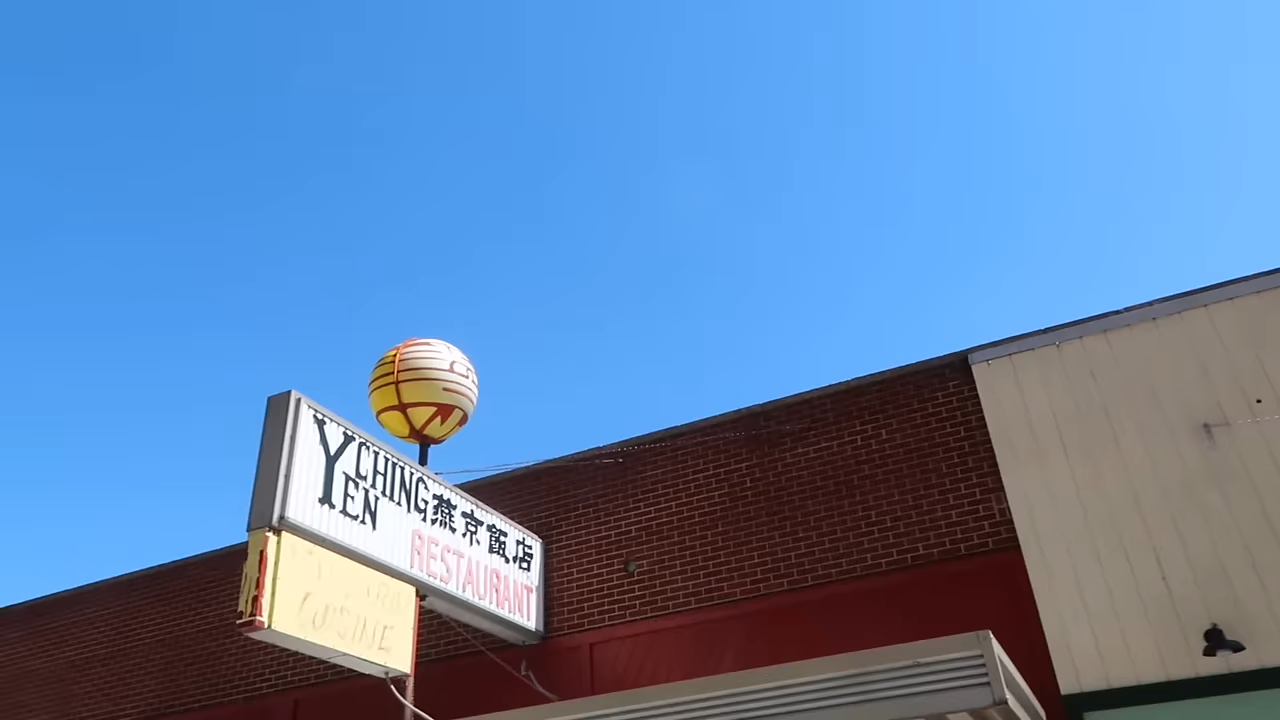 YEN CHING 燕京飯店
RESTAURANT
CUISINE